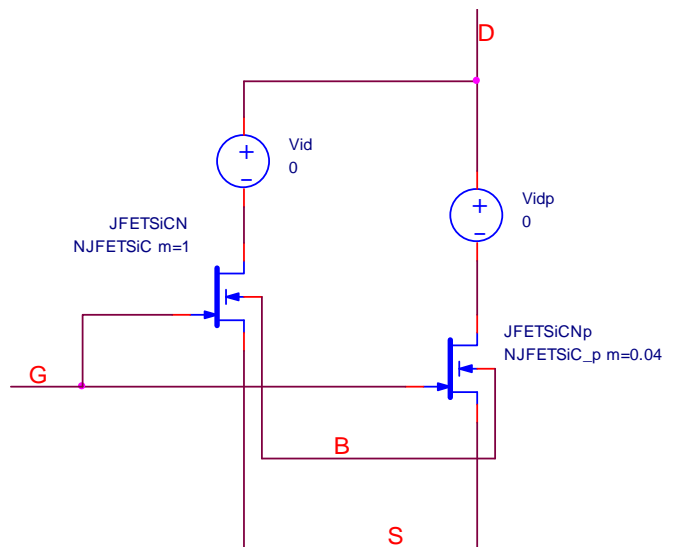 D
Vid
0
Vidp
0
JFETSiCN
NJFETSiC m=1
JFETSiCNp
NJFETSiC_p m=0.04
G
B
S